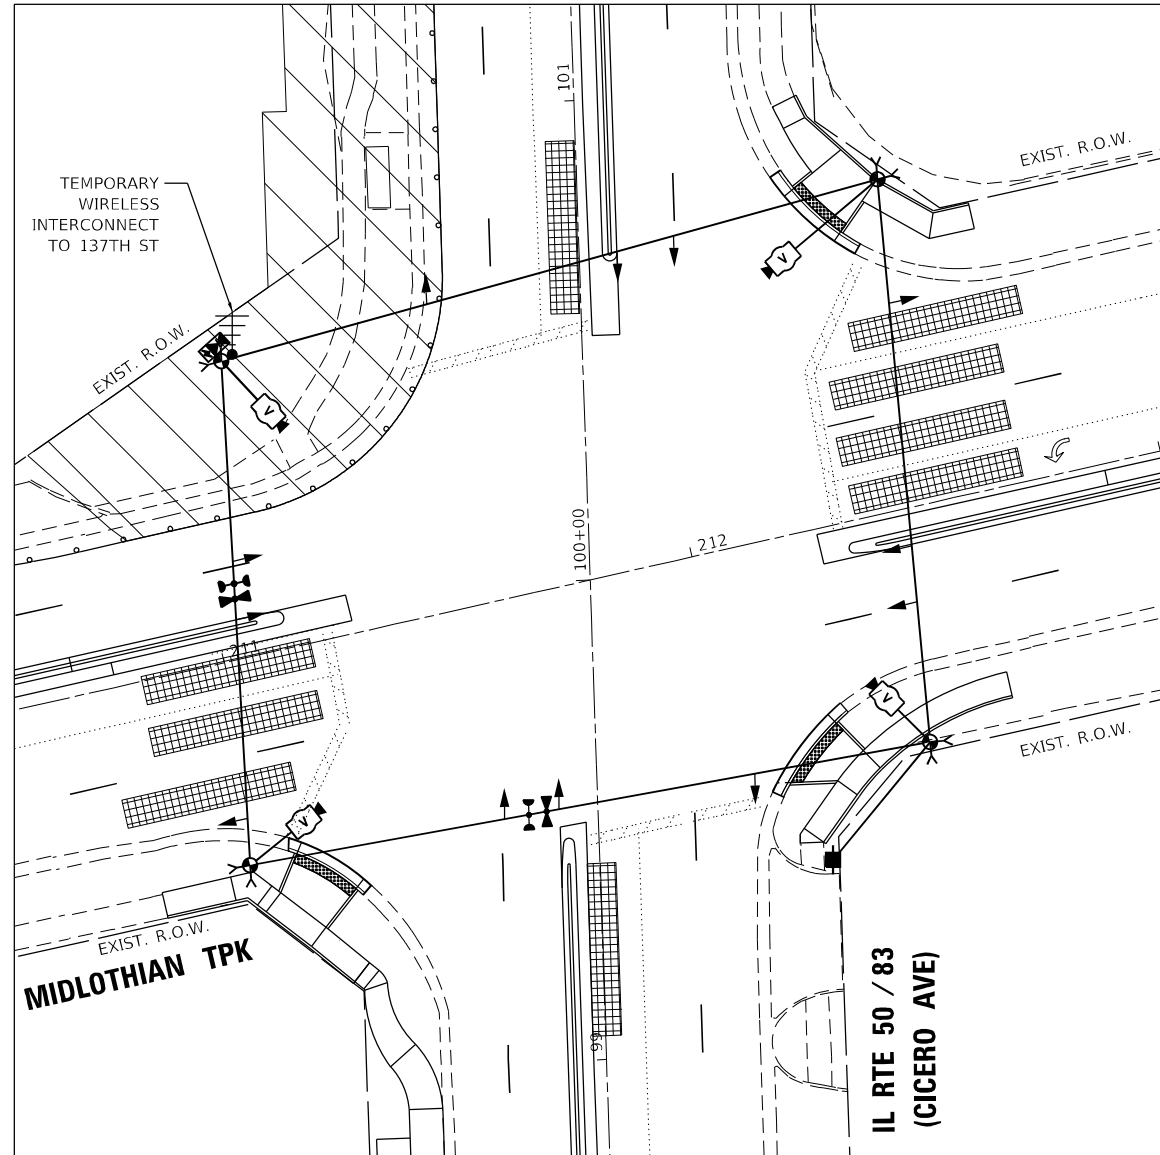 101
EXIST. R.O.W.
TEMPORARY
WIRELESS
INTERCONNECT
TO 137TH ST
V
EXIST. R.O.W.
V
100+00
212
211
V
EXIST. R.O.W.
V
EXIST. R.O.W.
MIDLOTHIAN TPK
99
IL RTE 50 / 83
(CICERO AVE)